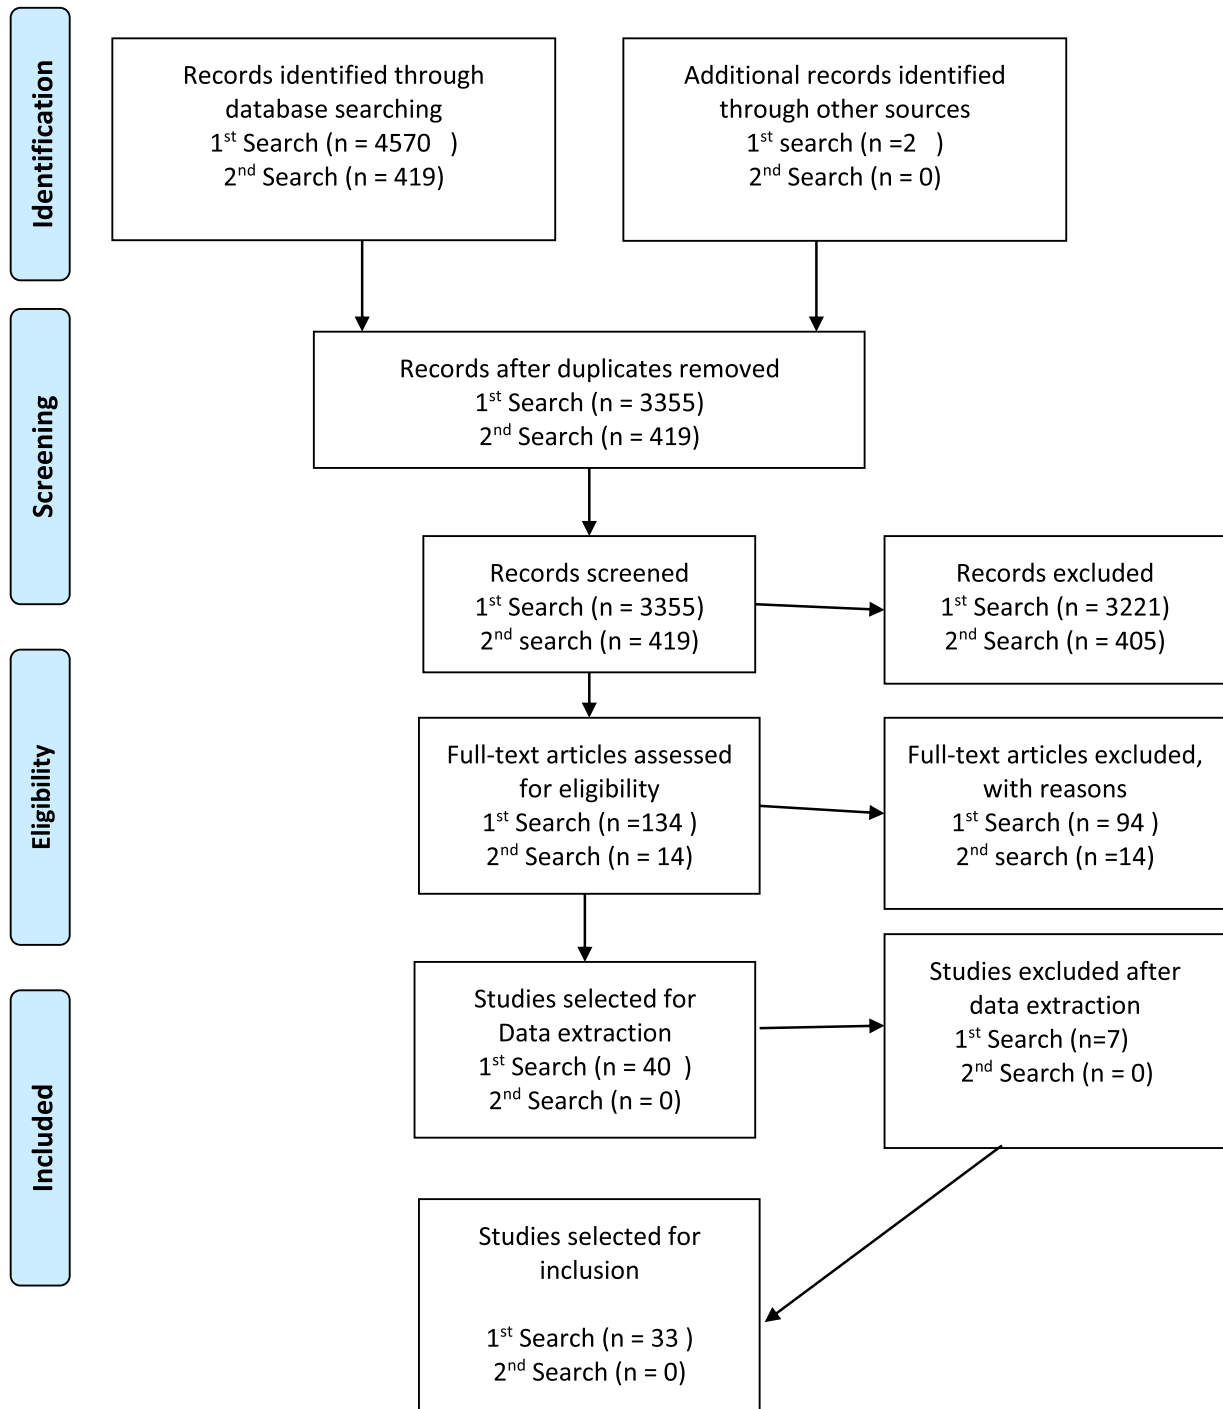 Identification
Records identified through
database searching
1st Search (n = 4570 )
2nd Search (n = 419)
Additional records identified
through other sources
1st search (n =2 )
2nd Search (n = 0)
Screening
Records after duplicates removed
1st Search (n = 3355)
2nd Search (n = 419)
Records screened
1st Search (n = 3355)
2nd search (n = 419)
Records excluded
1st Search (n = 3221)
2nd Search (n = 405)
Eligibility
Full-text articles assessed
for eligibility
1st Search (n =134 )
2nd Search (n = 14)
Full-text articles excluded,
with reasons
1st Search (n = 94 )
2nd search (n =14)
Included
Studies selected for
Data extraction
1st Search (n = 40 )
2nd Search (n = 0)
Studies excluded after
data extraction
1st Search (n=7)
2nd Search (n = 0)
Studies selected for
inclusion
1st Search (n = 33 )
2nd Search (n = 0)